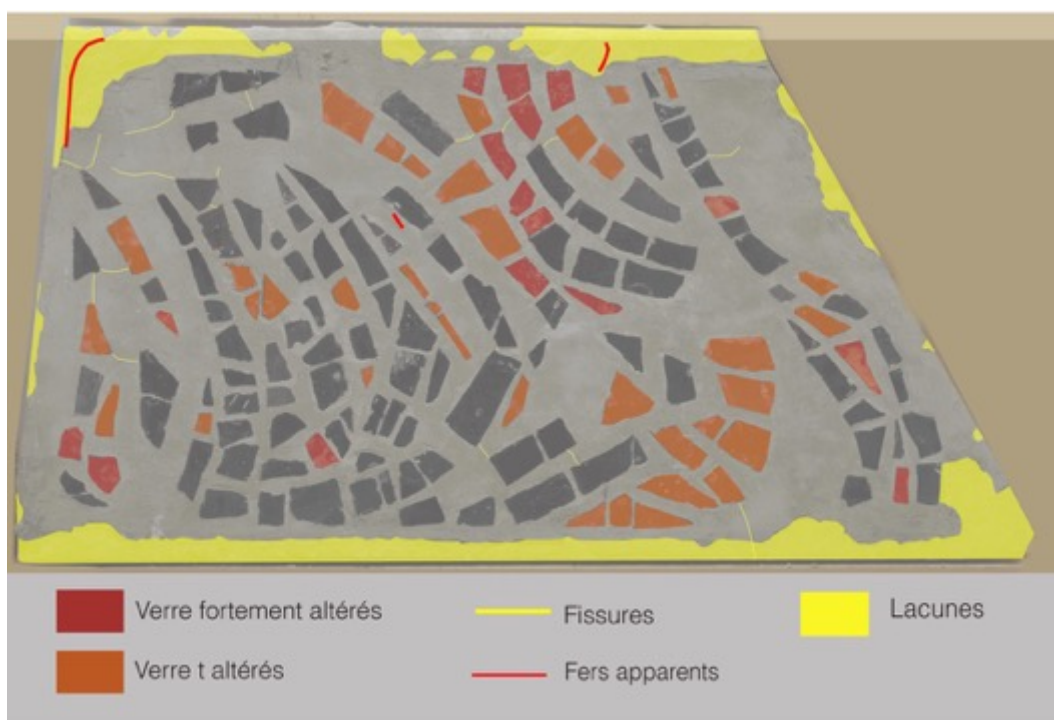 Verre fortement altérés
Fissures
Lacunes
Verre t altérés
Fers apparents